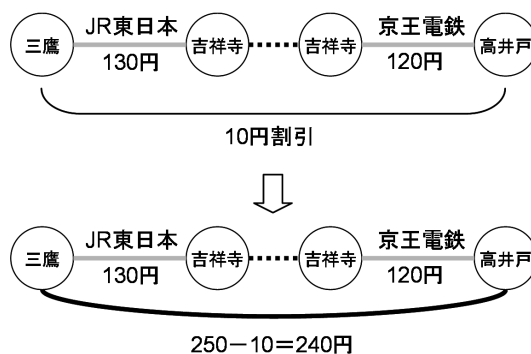 JR東日本 京王電鉄
三鷹 吉祥寺 吉祥寺 高井戸
130円 120円
10円割引
JR東日本 京王電鉄
三鷹 吉祥寺 吉祥寺 高井戸
130円 120円
250－10＝240円